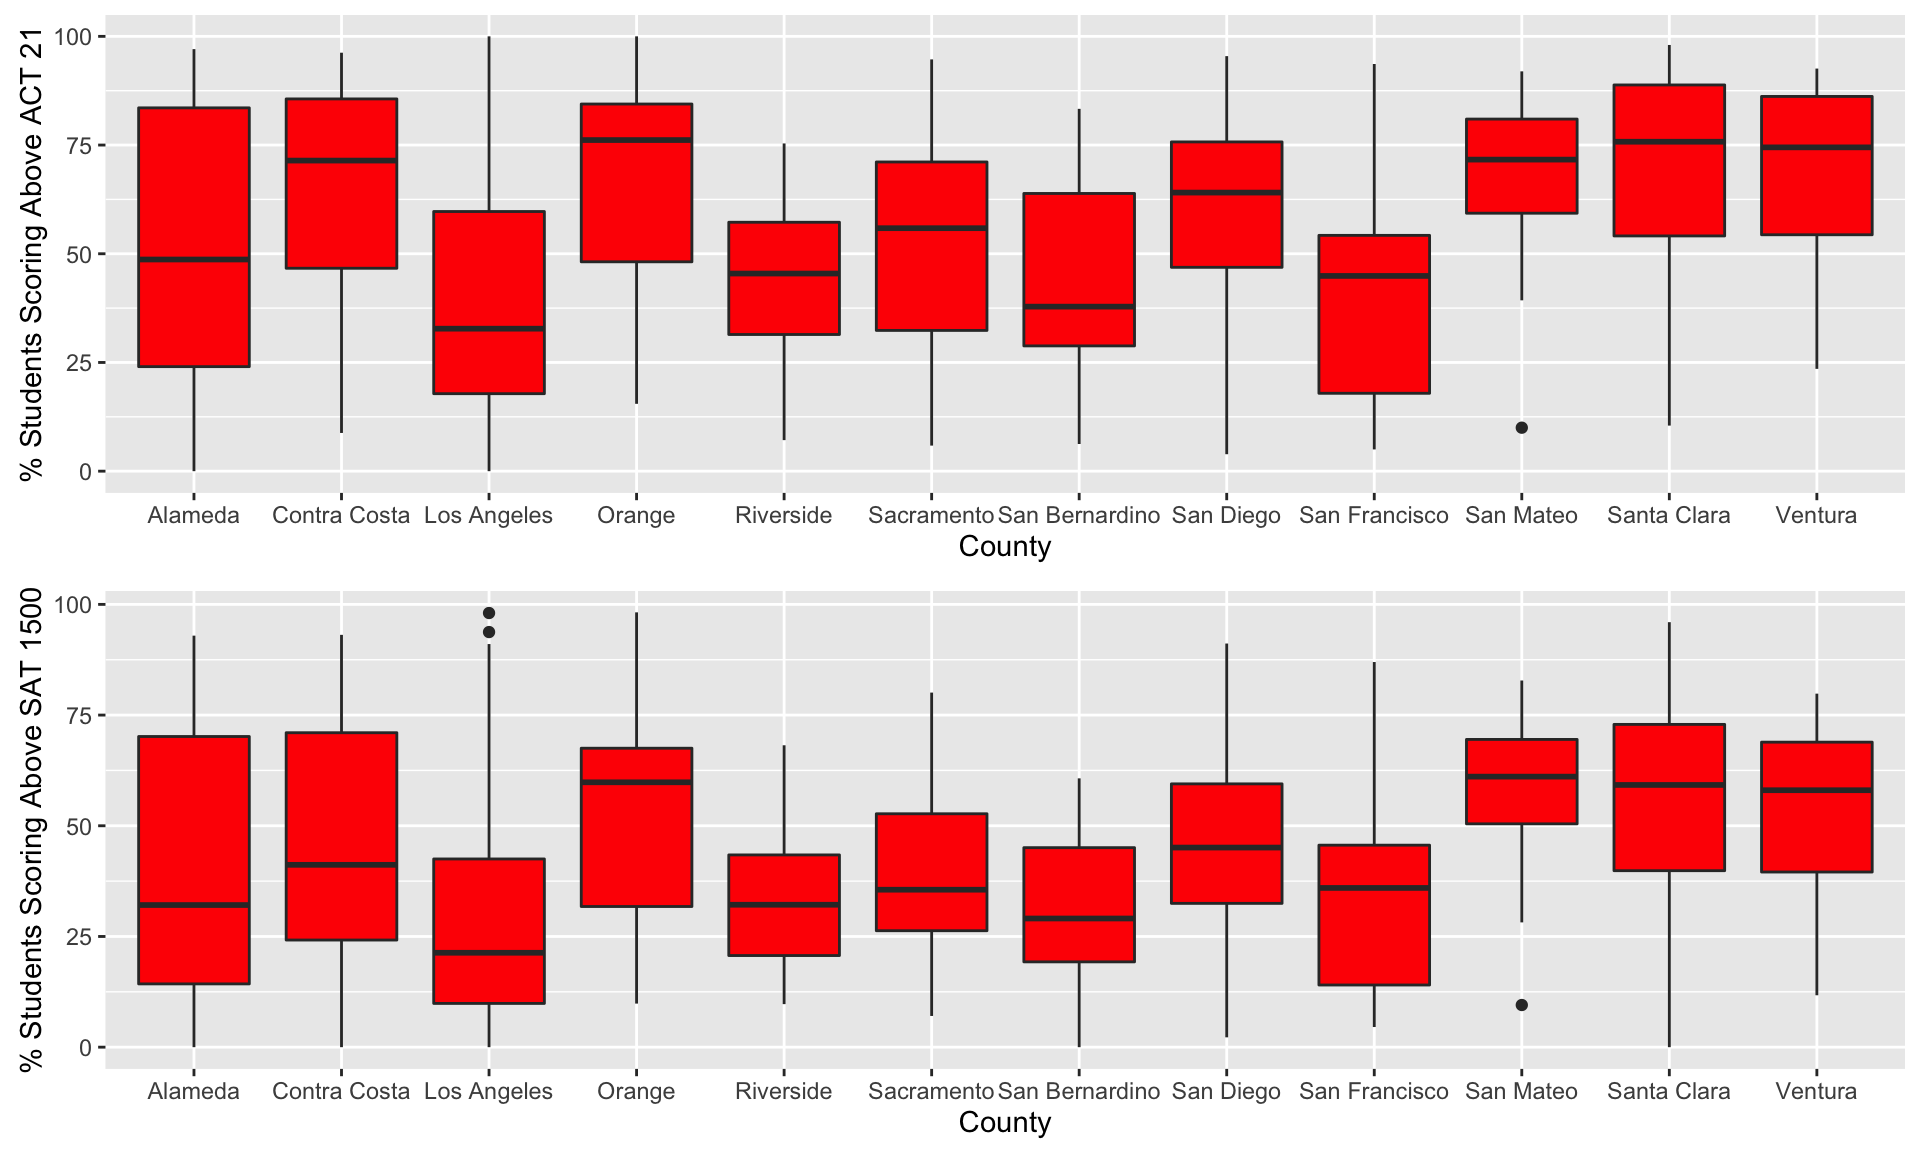 % Students Scoring Above ACT 21
100
75
50
25
0
Alameda Contra Costa Los Angeles Orange Riverside Sacramento San Bernardino San Diego San Francisco San Mateo Santa Clara Ventura
County
% Students Scoring Above SAT 1500
100
75
50
25
0
Alameda Contra Costa Los Angeles Orange Riverside Sacramento San Bernardino San Diego San Francisco San Mateo Santa Clara Ventura
County